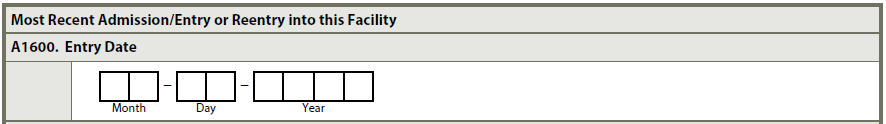 Most Recent Admission/Entry or Reentry into this Facility
A1600. Entry Date
– –
Month Day Year